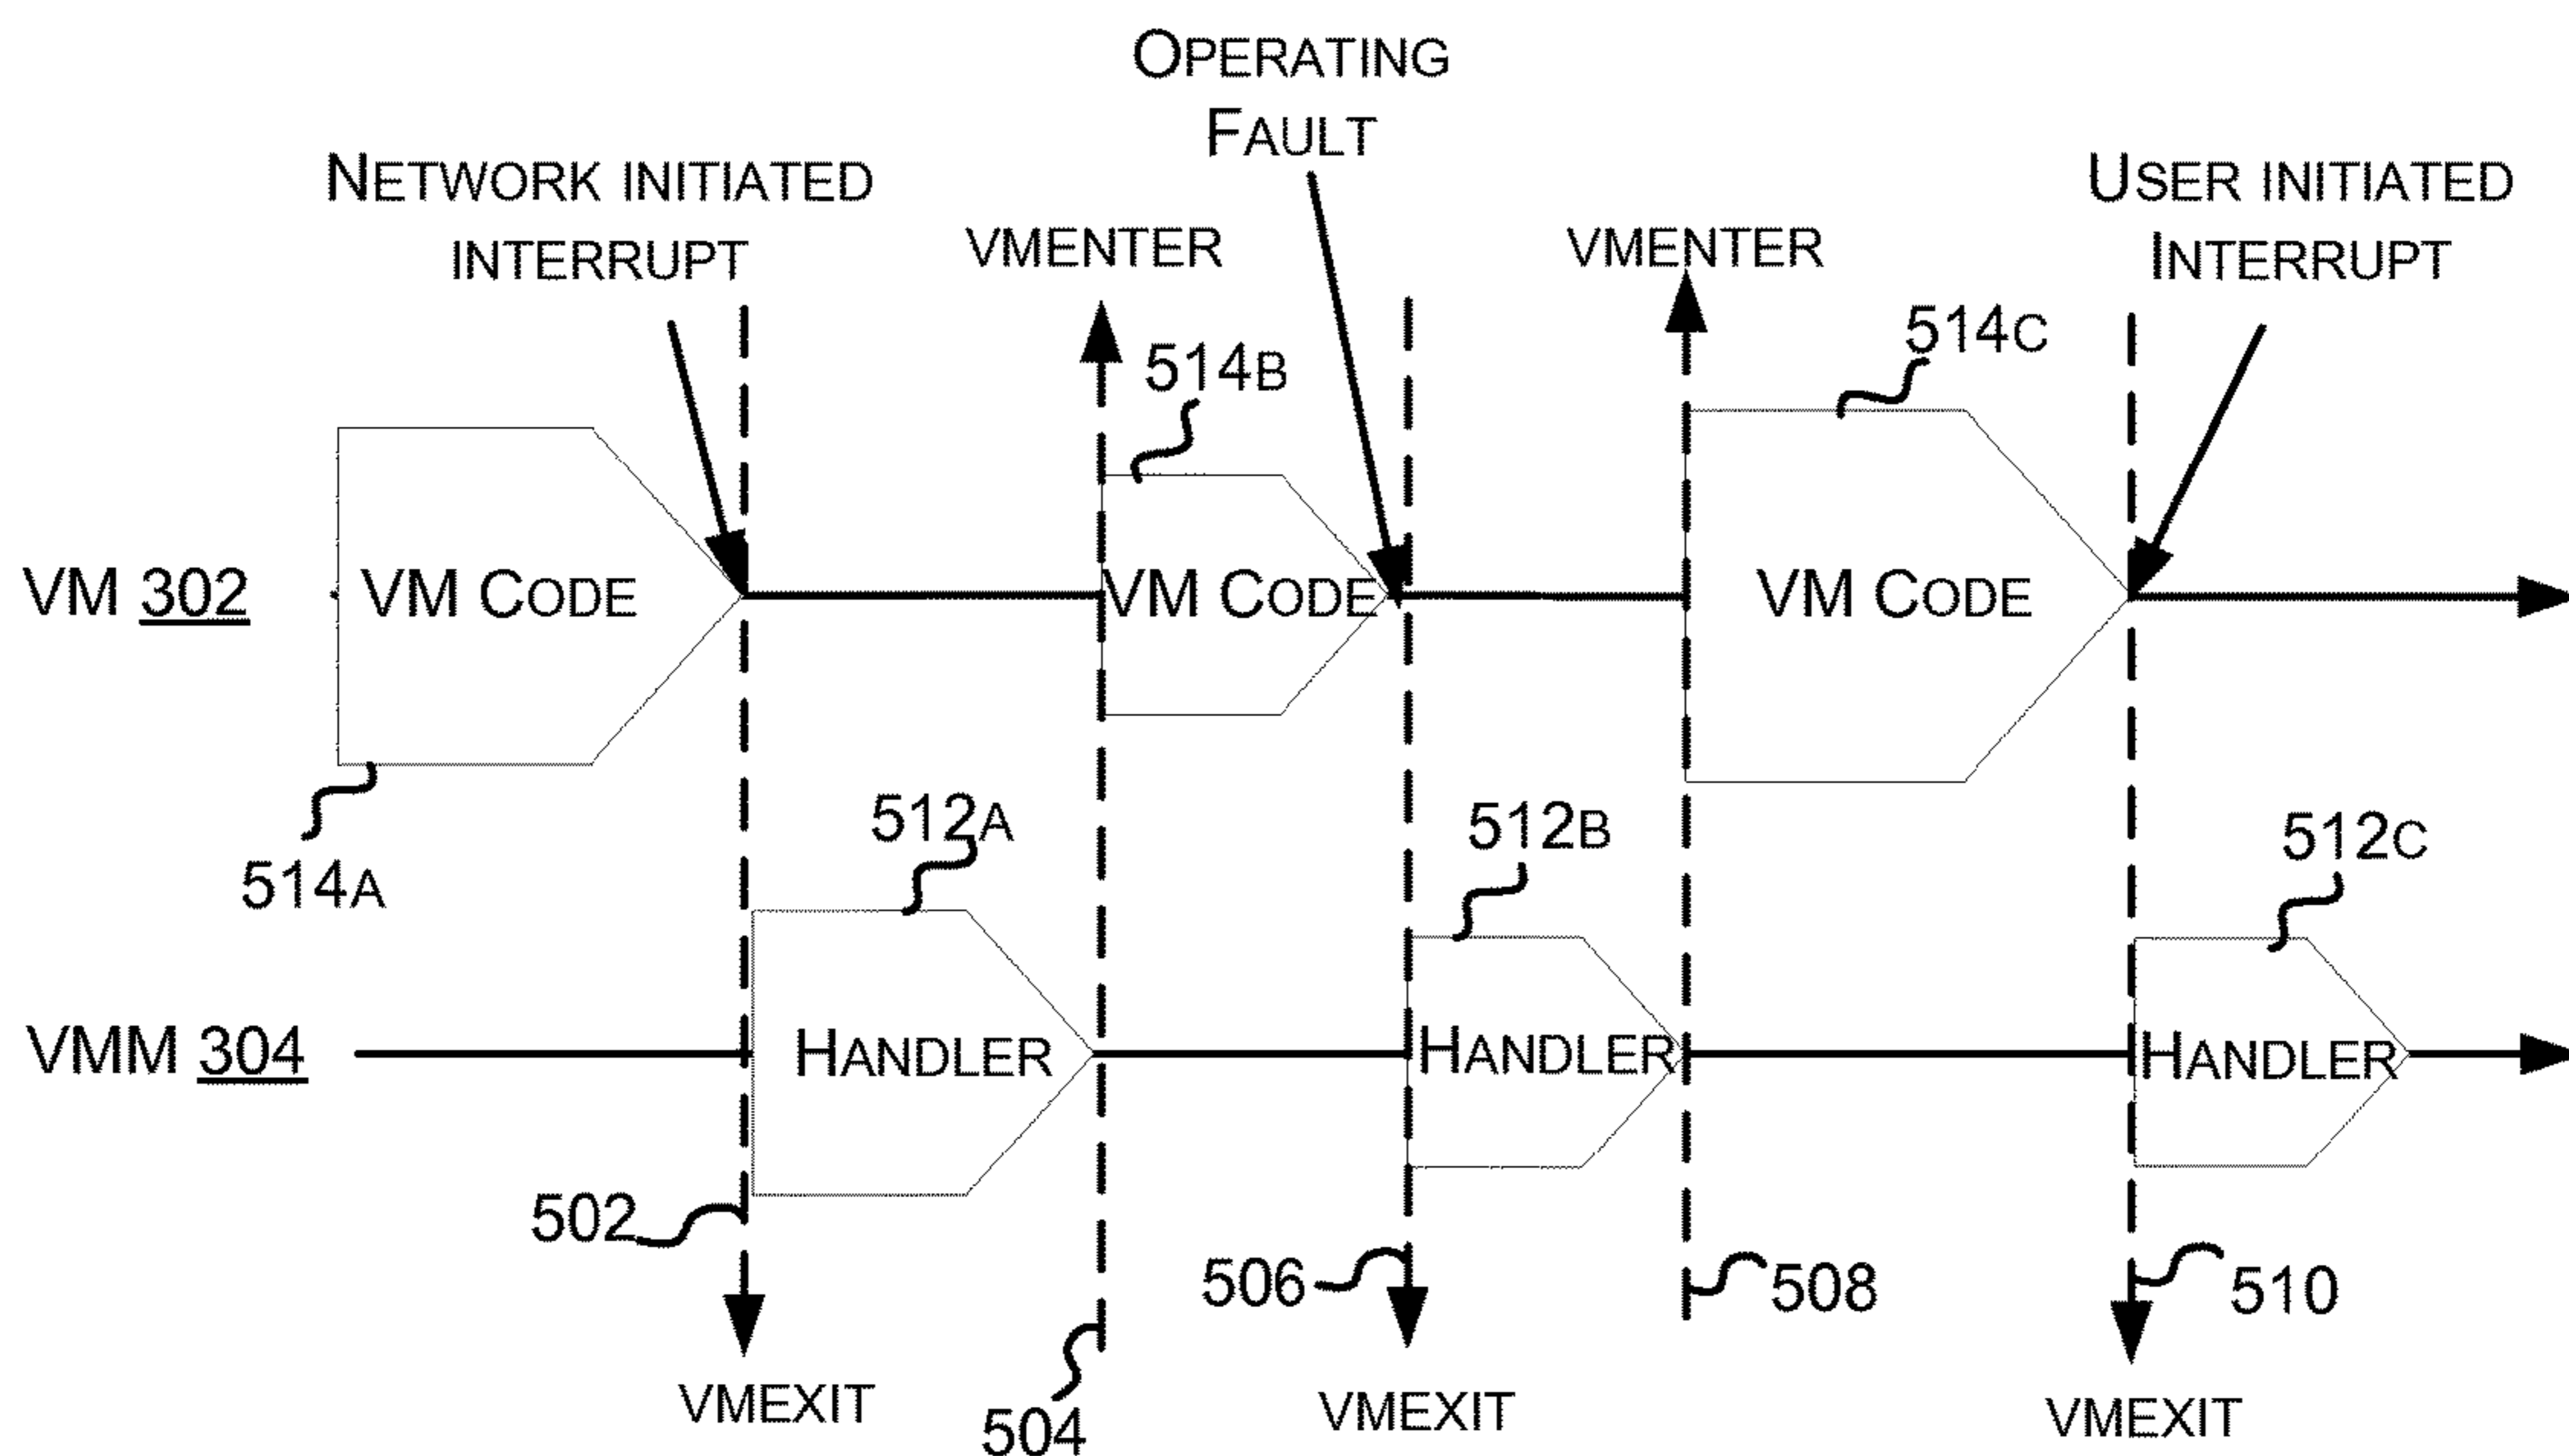 OPERATING
FAULT
NETWORK INITIATED
INTERRUPT
VMENTER
VMENTER
USER INITIATED
INTERRUPT
514B
514C
VM 302
VM CODE
VM CODE
VM CODE
514A
512A
512B
512C
VMM 304
HANDLER
HANDLER
HANDLER
502
506
508
510
VMEXIT
504
VMEXIT
VMEXIT